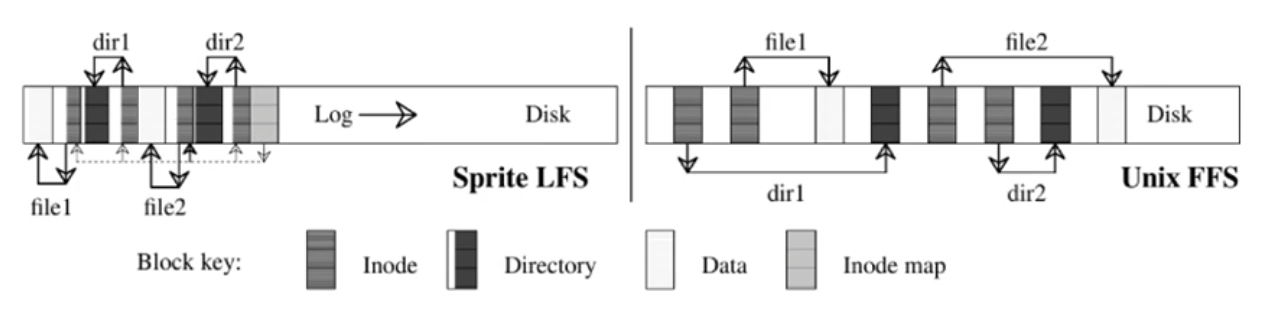 dir1 dir2 file1 file2
Log Disk Disk
Sprite LFS Unix FFS
file1 file2 dir1 dir2
Block key: Inode Directory Data Inode map